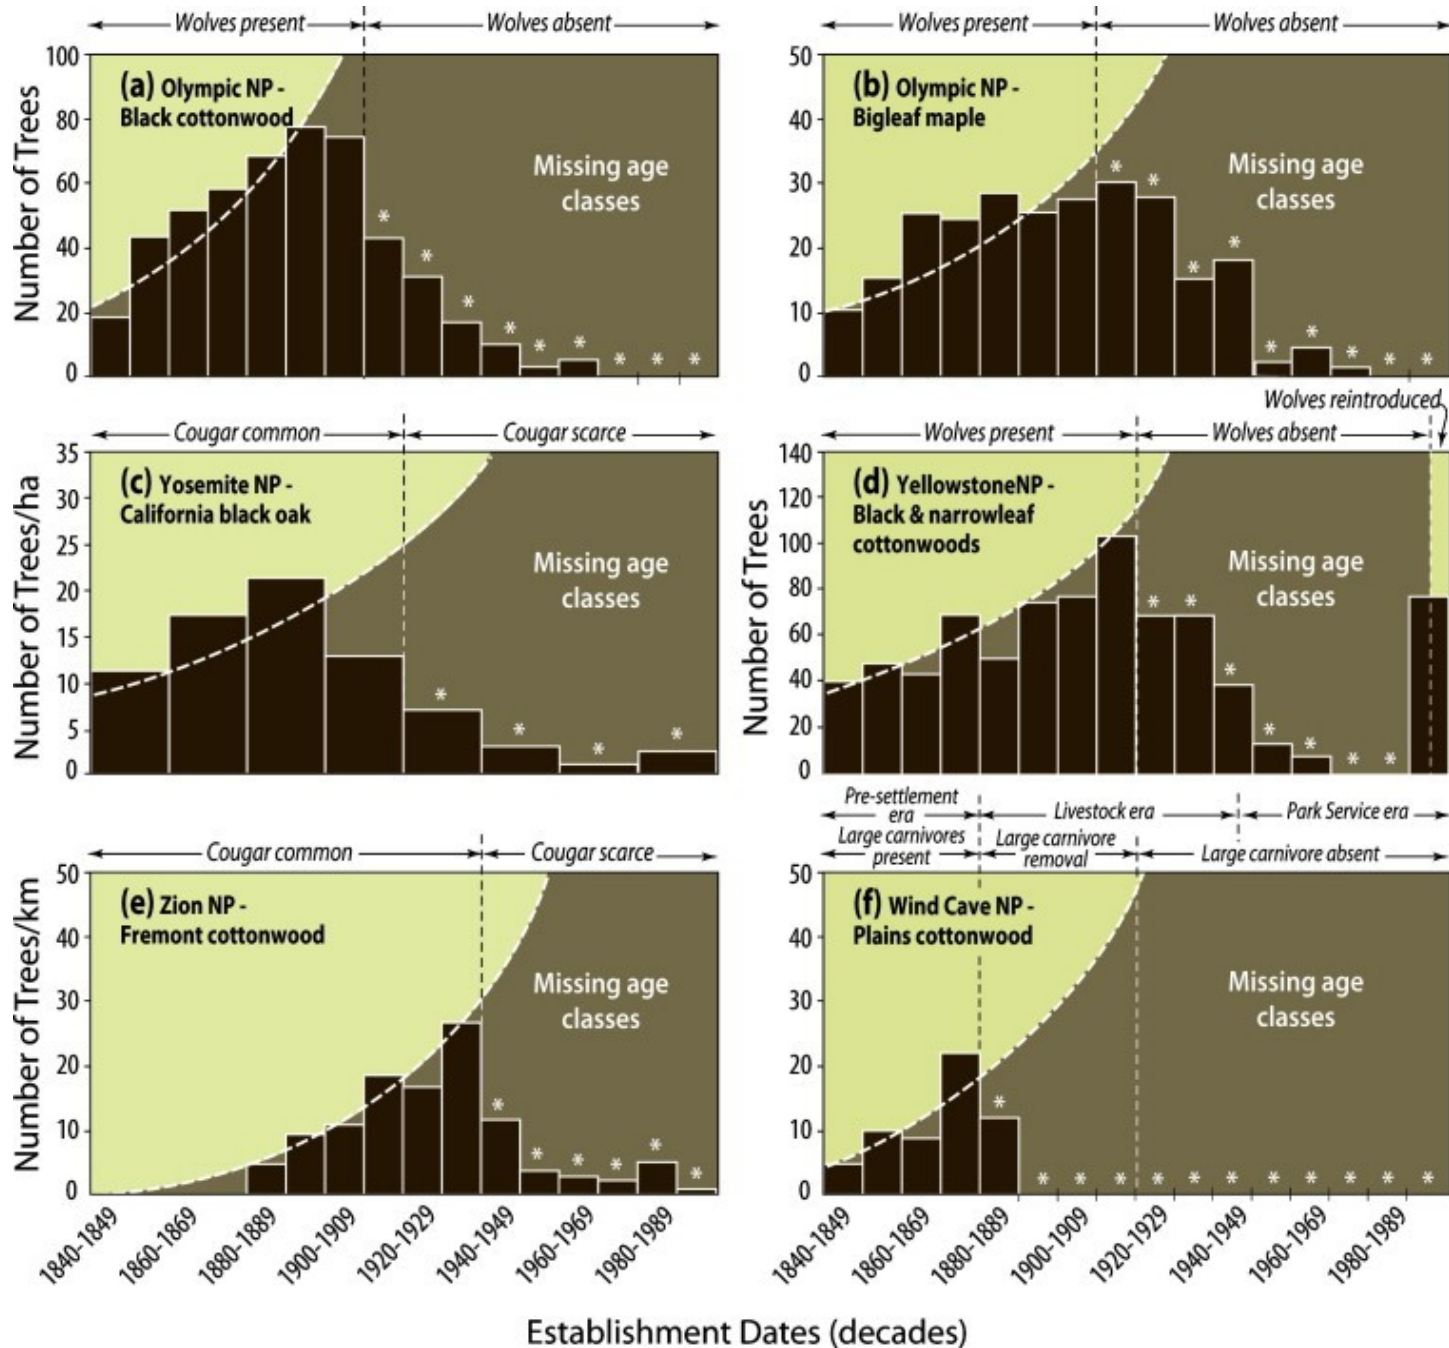 Wolves present
Wolves absent
Wolves present
Wolves absent
100
80
60
40
20
0
Number of Trees
(a) Olympic NP -
Black cottonwood
Missing age
classes
* * * * * * * * *
50
40
30
20
10
0
(b) Olympic NP -
Bigleaf maple
Missing age
classes
* * * * * * * * *
Wolves reintroduced
Cougar common
Cougar scarce
Wolves present
Wolves absent
35
30
25
20
15
10
5
0
Number of Trees/ha
(c) Yosemite NP -
California black oak
Missing age
classes
* * * *
140
120
100
80
60
40
20
0
Number of Trees
(d) YellowstoneNP -
Black & narrowleaf
cottonwoods
Missing age
classes
* * * * * * *
Pre-settlement
era
Livestock era
Park Service era
Cougar common
Cougar scarce
Large carnivores
present
Large carnivore
removal
Large carnivore absent
50
40
30
20
10
0
Number of Trees/km
(e) Zion NP -
Fremont cottonwood
Missing age
classes
* * * * * *
50
40
30
20
10
0
(f) Wind Cave NP -
Plains cottonwood
Missing age
classes
* * * * * * * * * * * *
1840-1849
1860-1869
1880-1889
1900-1909
1920-1929
1940-1949
1960-1969
1980-1989
1840-1849
1860-1869
1880-1889
1900-1909
1920-1929
1940-1949
1960-1969
1980-1989
Establishment Dates (decades)